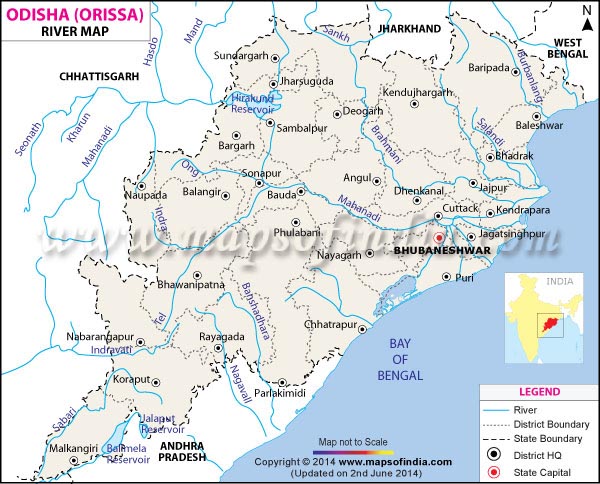 ODISHA (ORISSA)
RIVER MAP
N
JHARKHAND
WEST
BENGAL
CHHATTISGARH
Hasdo
Mand
Sankh
Sundargarh
Baripada
Burbanlang
Jharsuguda
Kendujhargarh
Hirakund
Reservoir
Deogarh
Baleshwar
Seonath
Kharun
Mahanadi
Sambalpur
Brahmani
Salandi
Bargarh
Bhadrak
Ong
Sonapur
Angul
Naupada
Balangir
Bauda
Dhenkanal
Jajpur
Mahanadi
Cuttack
Kendrapara
Indra
Phulabani
Jagatsinghpur
www.mapsofindia.com
BHUBANESHWAR
Nayagarh
Bhawanipatna
Puri
INDIA
Banshadhara
Tel
Chhatrapur
Nabarangapur
Indravati
Rayagada
BAY
OF
BENGAL
Koraput
Nagavali
Parlakimidi
Sabari
Jalaput
Reservoir
Malkangiri
Balimela
Reservoir
ANDHRA
PRADESH
LEGEND
River
District Boundary
State Boundary
District HQ
State Capital
Map not to Scale
Copyright © 2014 www.mapsofindia.com
(Updated on 2nd June 2014)